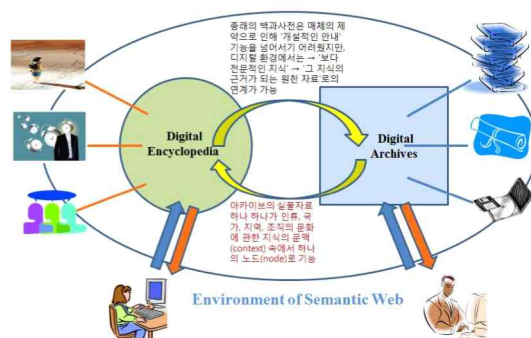 종래의 백과사전은 매체의 제
약으로 인해 '개설적인 안내'
기능을 넘어서기 어려웠지만,
디지털 환경에서는 → '보다
전문적인 지식' → '그 지식의
근거가 되는 원천 자료'로의
연계가 가능
Digital
Encyclopedia
Digital
Archives
아카이브의 실물자료
하나 하나가 인류, 국
가, 지역, 조직의 문화
에 관한 지식의 문맥
(context) 속에서 하나
의 노드(node)로 기능
Environment of Semantic Web